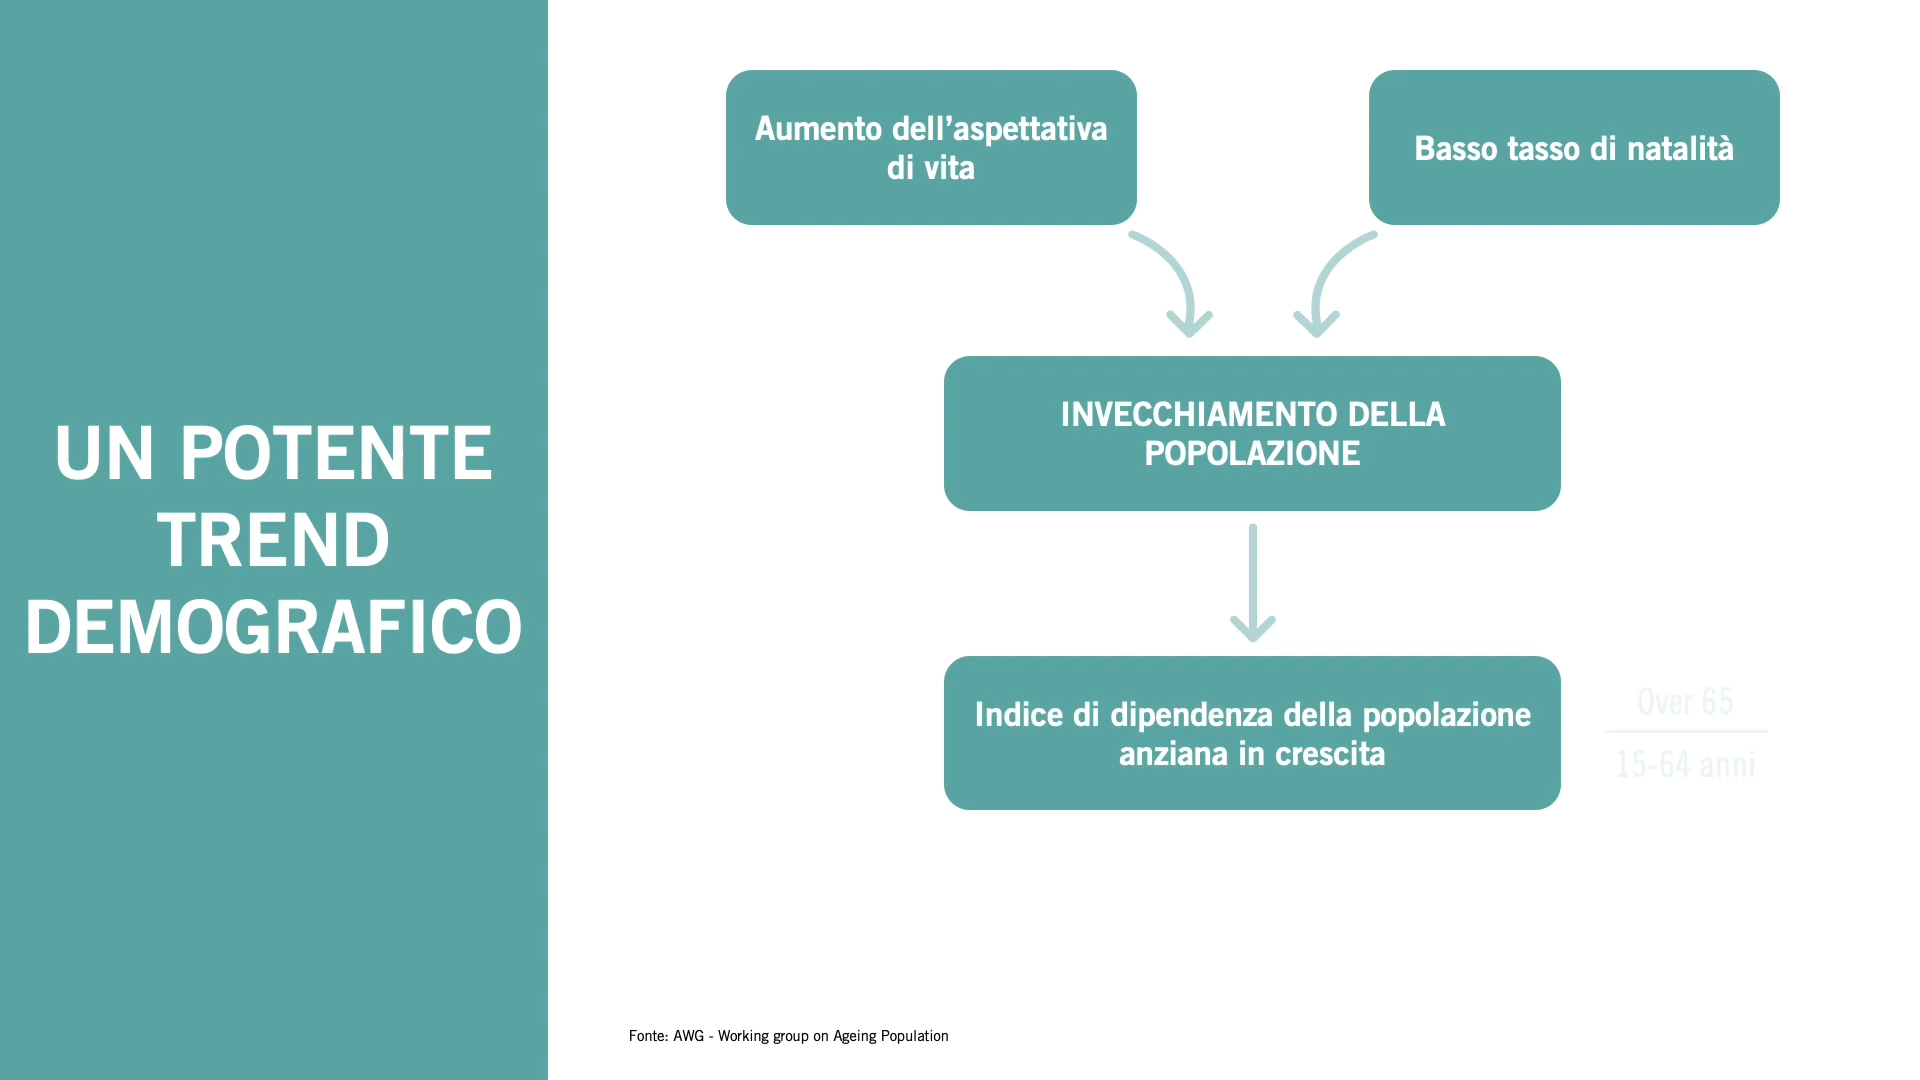 UN POTENTE
TREND
DEMOGRAFICO
Aumento dell’aspettativa
di vita
Basso tasso di natalità
INVECCHIAMENTO DELLA
POPOLAZIONE
Indice di dipendenza della popolazione
anziana in crescita
Over 65
15-64 anni
Fonte: AWG - Working group on Ageing Population